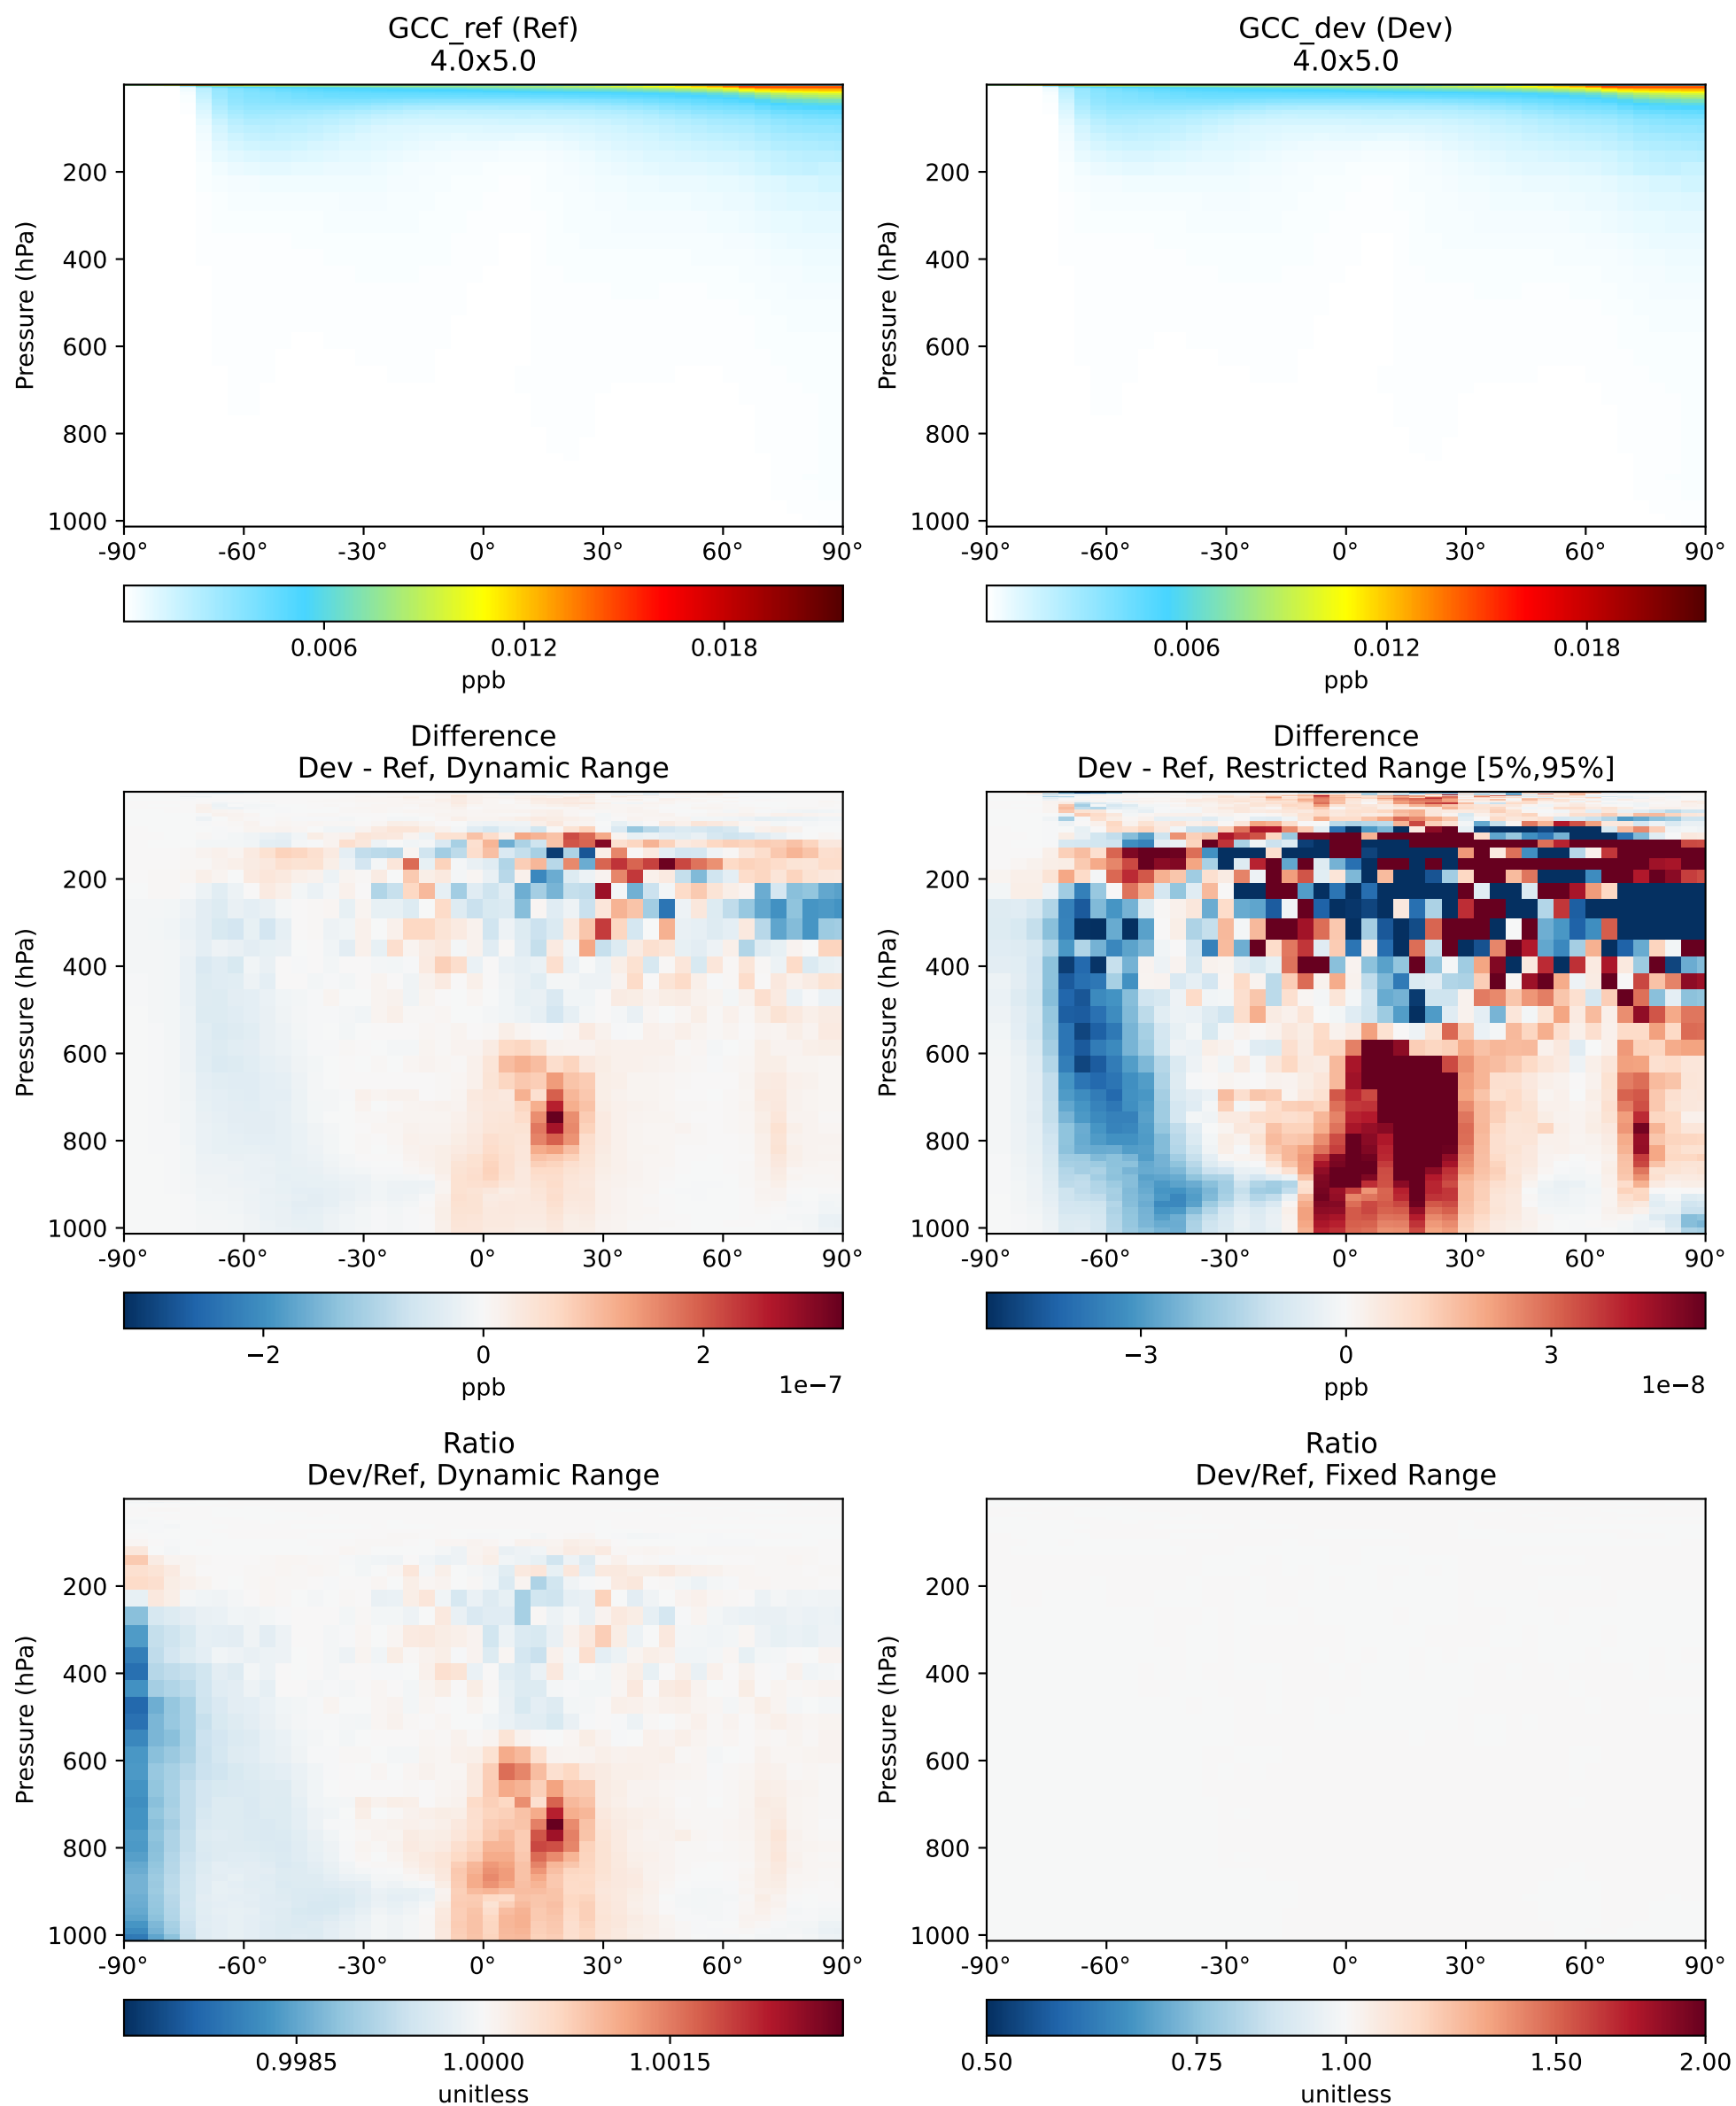 GCC_ref (Ref)
4.0x5.0
GCC_dev (Dev)
4.0x5.0
Pressure (hPa)
200
400
600
800
1000
-90° -60° -30° 0° 30° 60° 90°
0.006 0.012 0.018
ppb
Pressure (hPa)
200
400
600
800
1000
-90° -60° -30° 0° 30° 60° 90°
0.006 0.012 0.018
ppb
Difference
Dev - Ref, Dynamic Range
Pressure (hPa)
200
400
600
800
1000
-90° -60° -30° 0° 30° 60° 90°
−2 0 2
1e−7
ppb
Difference
Dev - Ref, Restricted Range [5%,95%]
Pressure (hPa)
200
400
600
800
1000
-90° -60° -30° 0° 30° 60° 90°
−3 0 3
1e−8
ppb
Ratio
Dev/Ref, Dynamic Range
Pressure (hPa)
200
400
600
800
1000
-90° -60° -30° 0° 30° 60° 90°
0.9985 1.0000 1.0015
unitless
Ratio
Dev/Ref, Fixed Range
Pressure (hPa)
200
400
600
800
1000
-90° -60° -30° 0° 30° 60° 90°
0.50 0.75 1.00 1.50 2.00
unitless